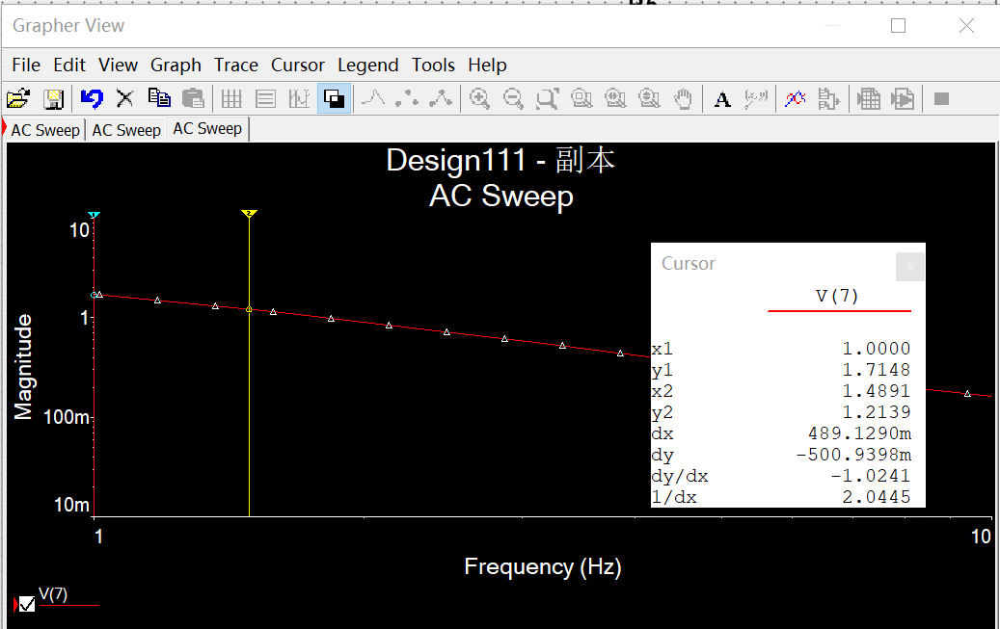 Grapher View
File Edit View Graph Trace Cursor Legend Tools Help
AC Sweep AC Sweep AC Sweep
Design111 - 副本
AC Sweep
Magnitude
10
1
100m
10m
1 10
Frequency (Hz)
V(7)
Cursor
V(7)
x1 1.0000
y1 1.7148
x2 1.4891
y2 1.2139
dx 489.1290m
dy -500.9398m
dy/dx -1.0241
1/dx 2.0445